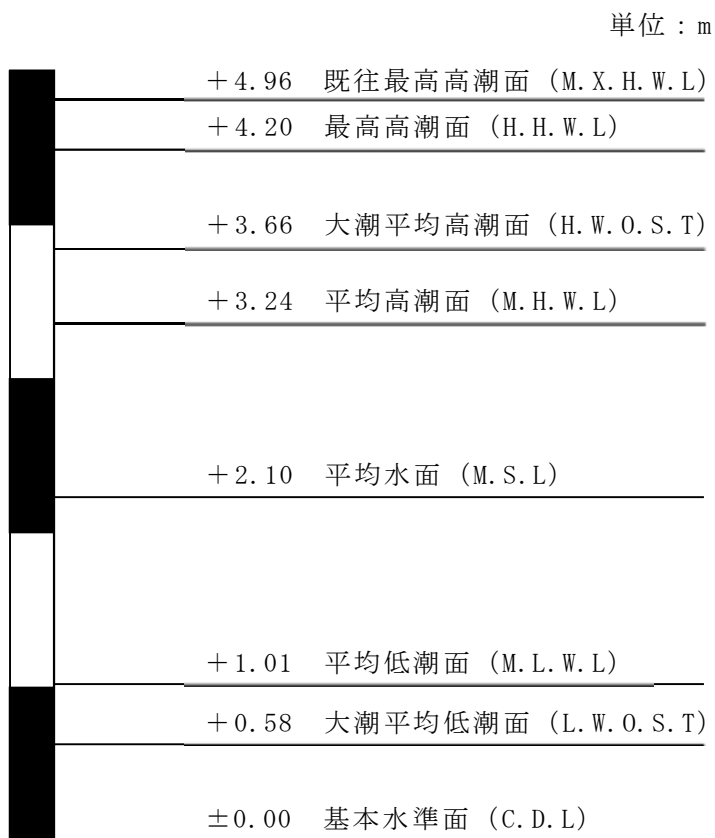 単位：m
＋4.96 既往最高高潮面 (M.X.H.W.L)
＋4.20 最高高潮面 (H.H.W.L)
＋3.66 大潮平均高潮面 (H.W.O.S.T)
＋3.24 平均高潮面 (M.H.W.L)
＋2.10 平均水面 (M.S.L)
＋1.01 平均低潮面 (M.L.W.L)
＋0.58 大潮平均低潮面 (L.W.O.S.T)
±0.00 基本水準面 (C.D.L)